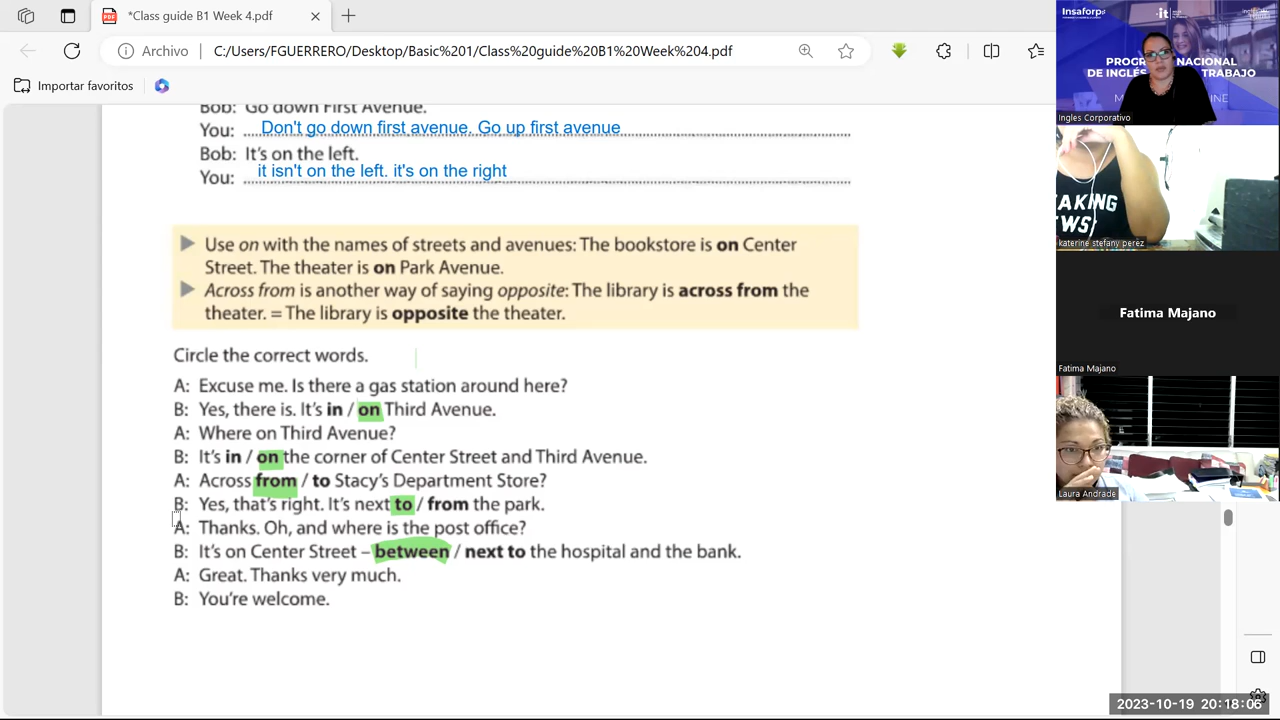 *Class guide B1 Week 4.pdf
Archivo
C:/Users/FGUERRERO/Desktop/Basic%201/Class%20guide%20B1%20Week%204.pdf
Importar favoritos
Bob: Go down First Avenue.
You: Don't go down first avenue. Go up first avenue
Bob: It's on the left.
You: it isn't on the left. it's on the right
Use on with the names of streets and avenues: The bookstore is on Center
Street. The theater is on Park Avenue.
Across from is another way of saying opposite: The library is across from the
theater. = The library is opposite the theater.
Circle the correct words.
A: Excuse me. Is there a gas station around here?
B: Yes, there is. It's in / on Third Avenue.
A: Where on Third Avenue?
B: It's in / on the corner of Center Street and Third Avenue.
A: Across from / to Stacy's Department Store?
B: Yes, that's right. It's next to / from the park.
A: Thanks. Oh, and where is the post office?
B: It's on Center Street – between / next to the hospital and the bank.
A: Great. Thanks very much.
B: You're welcome.
Insaforp
·it
NACIONAL
TRABAJO
DE INGLÉS
Ingles Corporativo
AKING
katerine stefany perez
Fatima Majano
Fatima Majano
Laura Andrade
2023-10-19 20:18:06